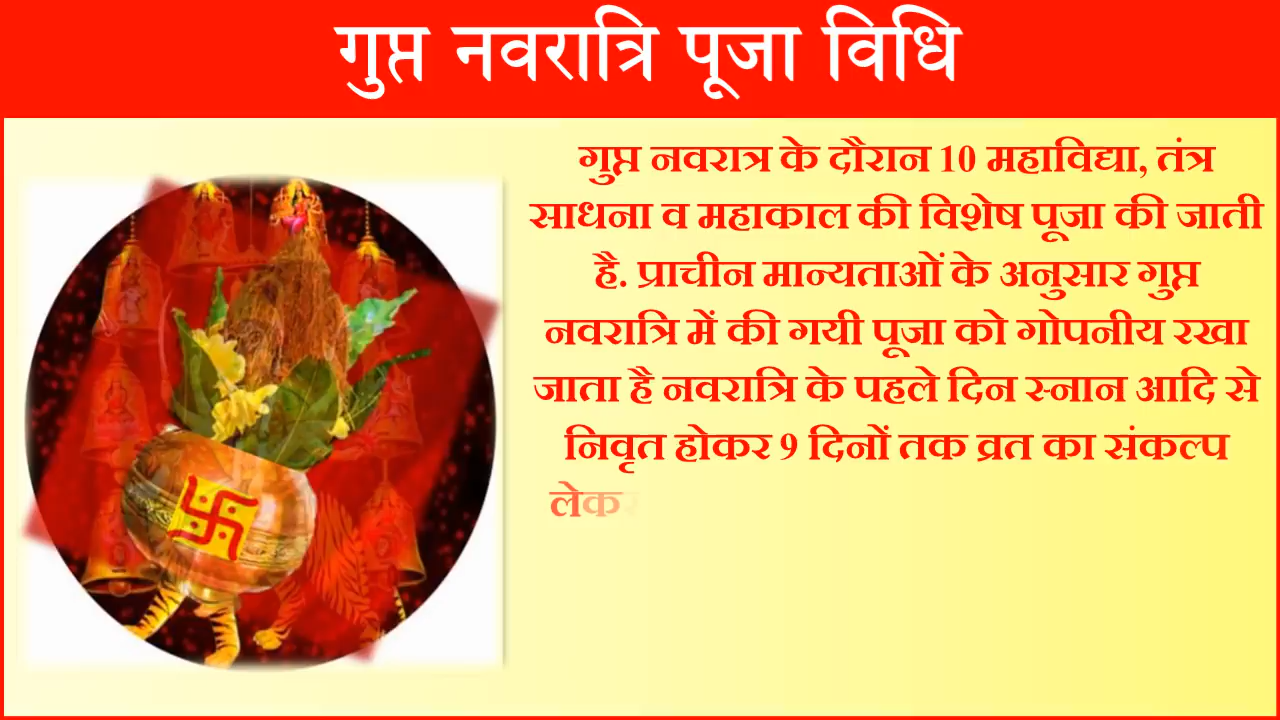 गुप्त नवरात्रि पूजा विधि
गुप्त नवरात्र के दौरान 10 महाविद्या, तंत्र
साधना व महाकाल की विशेष पूजा की जाती
है. प्राचीन मान्यताओं के अनुसार गुप्त
नवरात्रि में की गयी पूजा को गोपनीय रखा
जाता है नवरात्रि के पहले दिन स्नान आदि से
निवृत होकर 9 दिनों तक व्रत का संकल्प